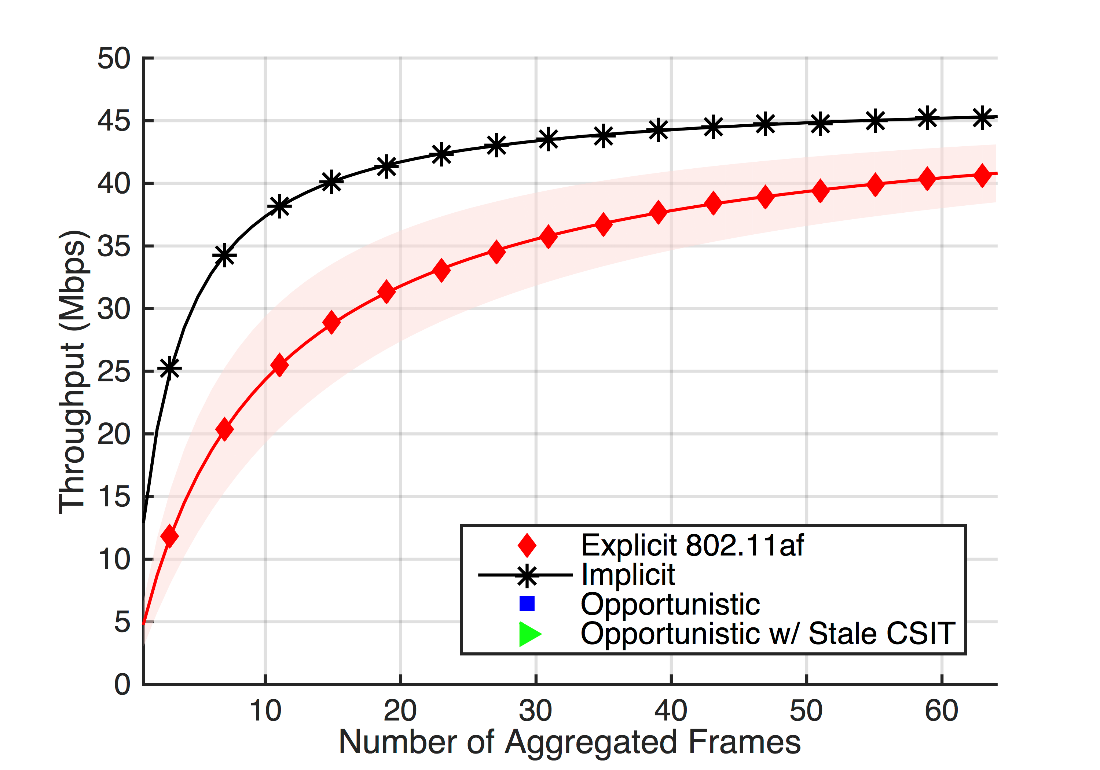 50
45
40
35
30
25
20
15
10
5
0
Throughput (Mbps)
Explicit 802.11af
Implicit
Opportunistic
Opportunistic w/ Stale CSIT
10 20 30 40 50 60
Number of Aggregated Frames